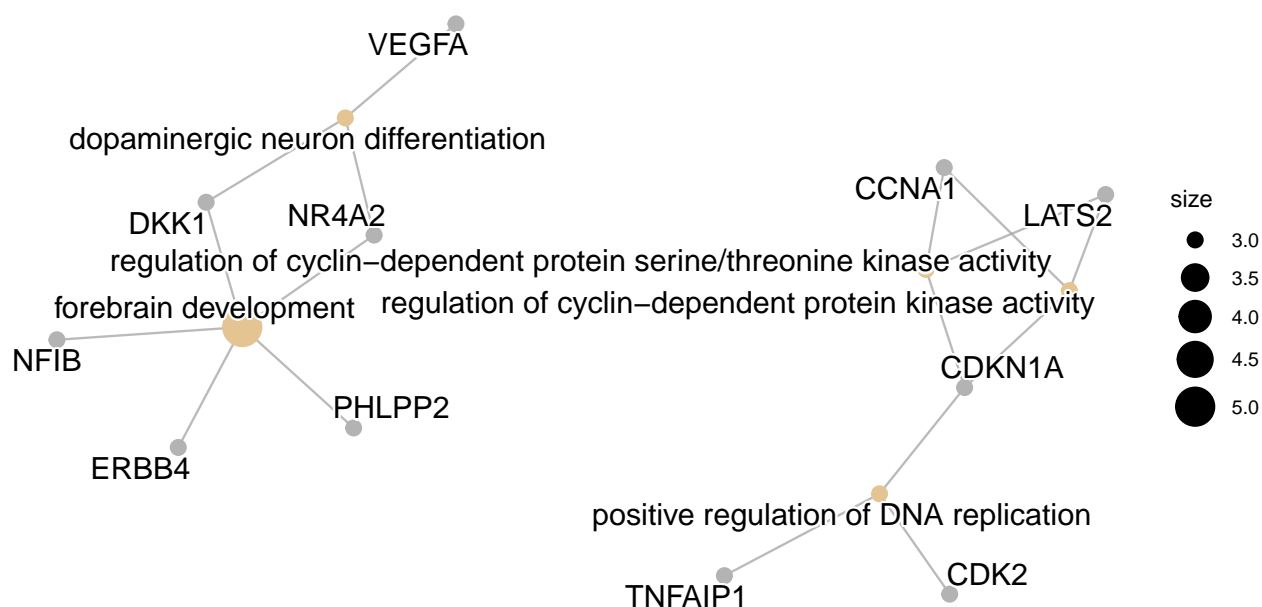 VEGFA
dopaminergic neuron differentiation
CCNA1
LATS2
size
DKK1
NR4A2
3.0
regulation of cyclin−dependent protein serine/threonine kinase activity
3.5
forebrain development
regulation of cyclin−dependent protein kinase activity
4.0
NFIB
4.5
CDKN1A
PHLPP2
5.0
ERBB4
positive regulation of DNA replication
CDK2
TNFAIP1